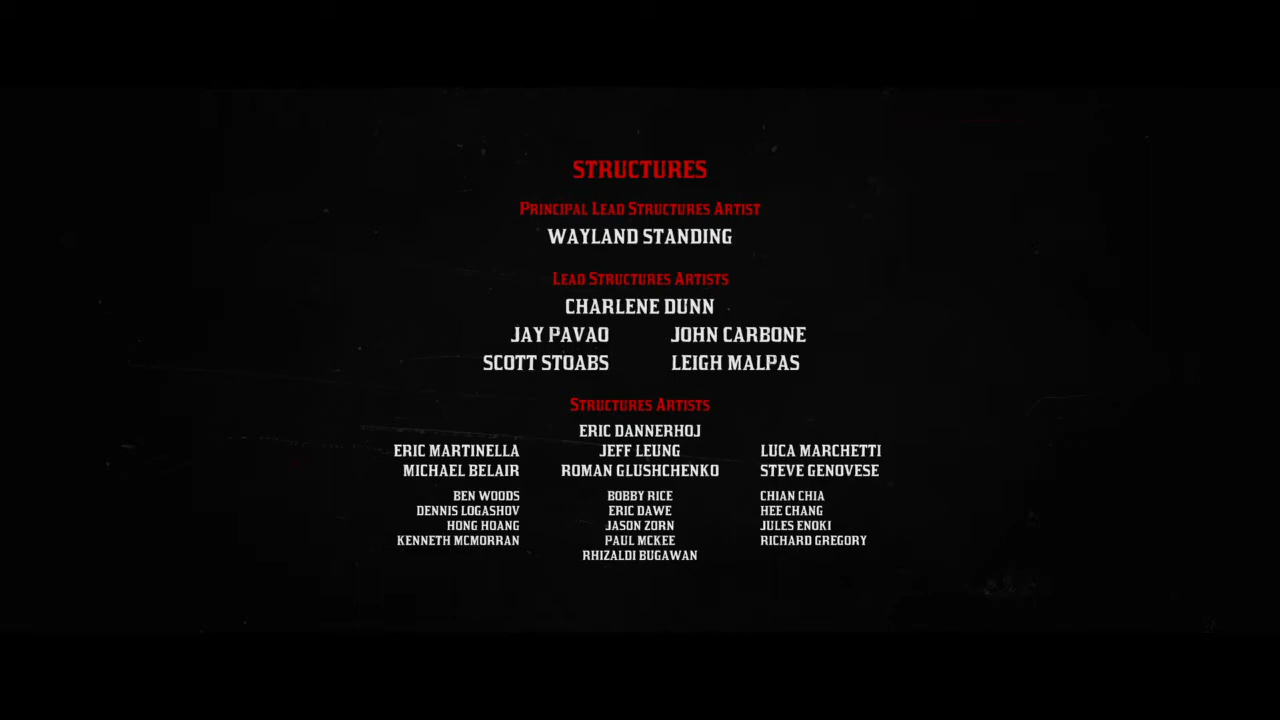 STRUCTURES
PRINCIPAL LEAD STRUCTURES ARTIST
WAYLAND STANDING
LEAD STRUCTURES ARTISTS
CHARLENE DUNN
JAY PAVAO JOHN CARBONE
SCOTT STOABS LEIGH MALPAS
STRUCTURES ARTISTS
ERIC DANNERHOJ
ERIC MARTINELLA JEFF LEUNG LUCA MARCHETTI
MICHAEL BELAIR ROMAN GLUSHCHENKO STEVE GENOVESE
BEN WOODS BOBBY RICE CHIAN CHIA
DENNIS LOGASHOV ERIC DAWE HEE CHANG
HONG HOANG JASON ZORN JULES ENOKI
KENNETH MCMORRAN PAUL MCKEE RICHARD GREGORY
RHIZALDI BUGAWAN